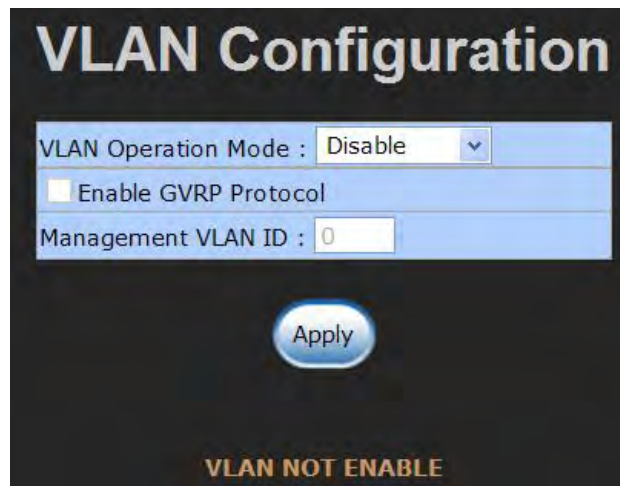 VLAN Configuration
VLAN Operation Mode : Disable
Enable GVRP Protocol
Management VLAN ID : 0
Apply
VLAN NOT ENABLE